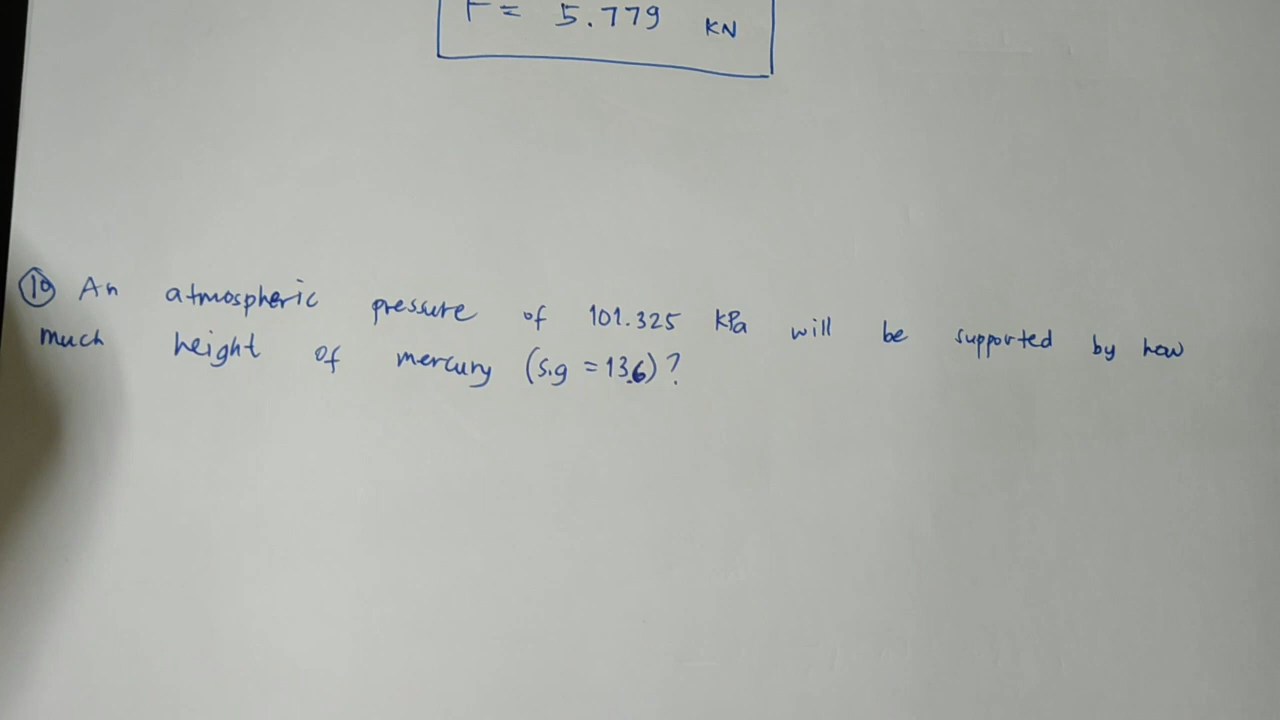 F = 5.779 KN
10 An atmospheric pressure of 101.325 kPa will be supported by how
much height of mercury (S.g = 13.6)?